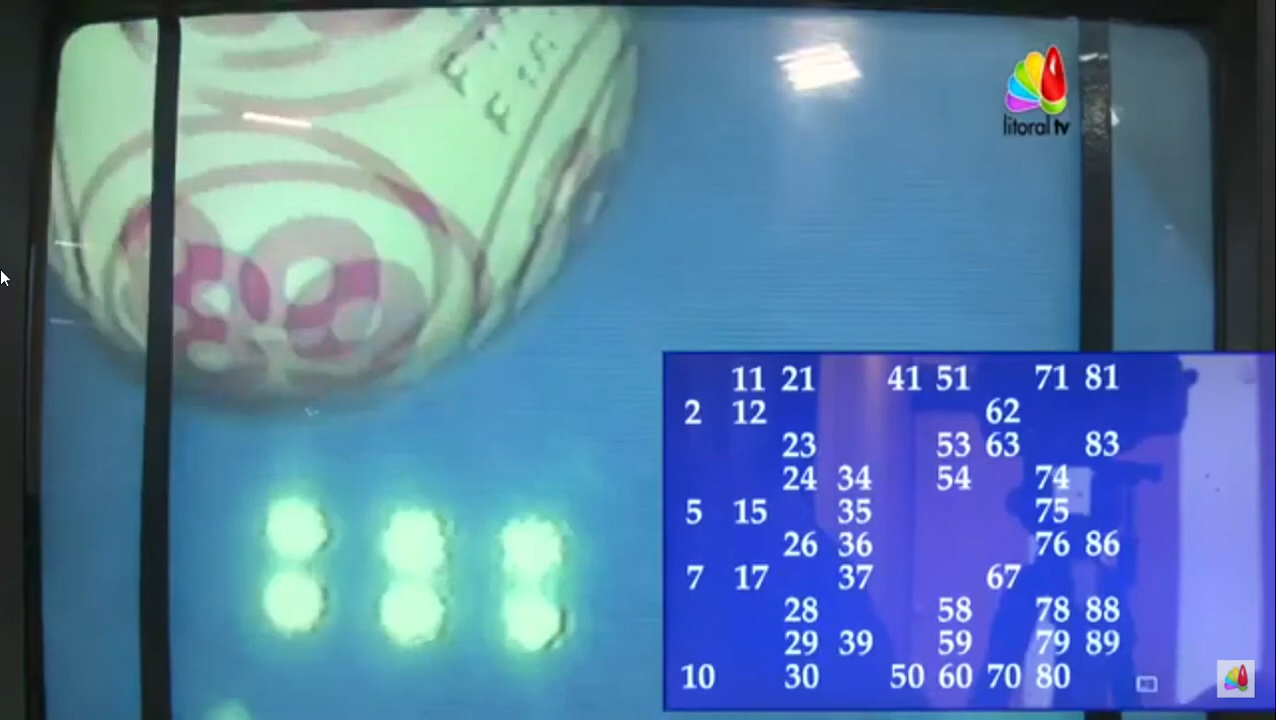 litoral tv
11 21 41 51 71 81
2 12 62
23 53 63 83
24 34 54 74
5 15 35 75
26 36 76 86
7 17 37 67
28 58 78 88
29 39 59 79 89
10 30 50 60 70 80